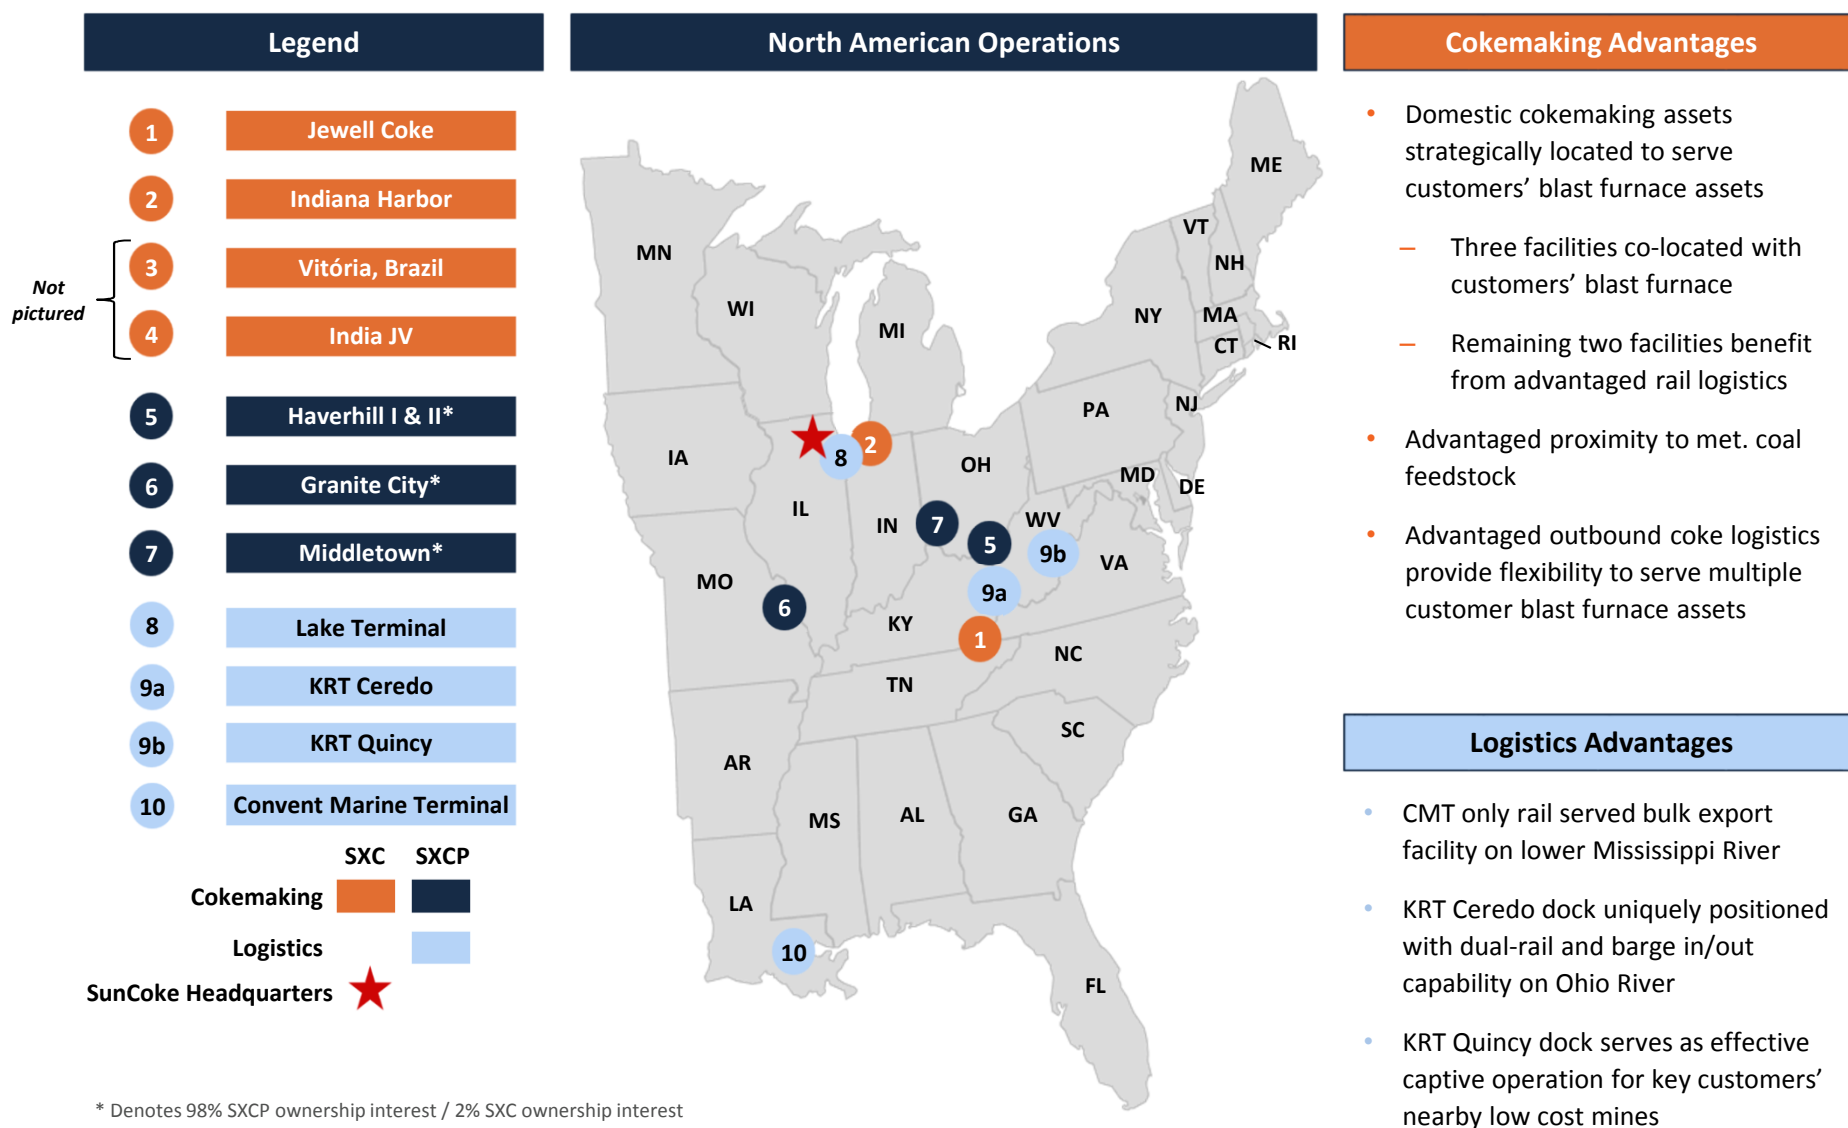 Legend
1 Jewell Coke
2 Indiana Harbor
3 Vitória, Brazil
4 India JV
Not
pictured
5 Haverhill I & II*
6 Granite City*
7 Middletown*
8 Lake Terminal
9a KRT Ceredo
9b KRT Quincy
10 Convent Marine Terminal
SXC SXCP
Cokemaking
Logistics
SunCoke Headquarters
North American Operations
ME
VT
MN
NH
WI
NY
MA
MI
CT
RI
PA
NJ
2
8
IA
OH
MD
DE
IL
WV
7
IN
5
9b
VA
MO
9a
6
KY
1
NC
TN
SC
AR
MS
AL
GA
LA
10
FL
Cokemaking Advantages
• Domestic cokemaking assets
strategically located to serve
customers’ blast furnace assets
– Three facilities co-located with
customers’ blast furnace
– Remaining two facilities benefit
from advantaged rail logistics
• Advantaged proximity to met. coal
feedstock
• Advantaged outbound coke logistics
provide flexibility to serve multiple
customer blast furnace assets
Logistics Advantages
• CMT only rail served bulk export
facility on lower Mississippi River
• KRT Ceredo dock uniquely positioned
with dual-rail and barge in/out
capability on Ohio River
• KRT Quincy dock serves as effective
captive operation for key customers’
nearby low cost mines
* Denotes 98% SXCP ownership interest / 2% SXC ownership interest